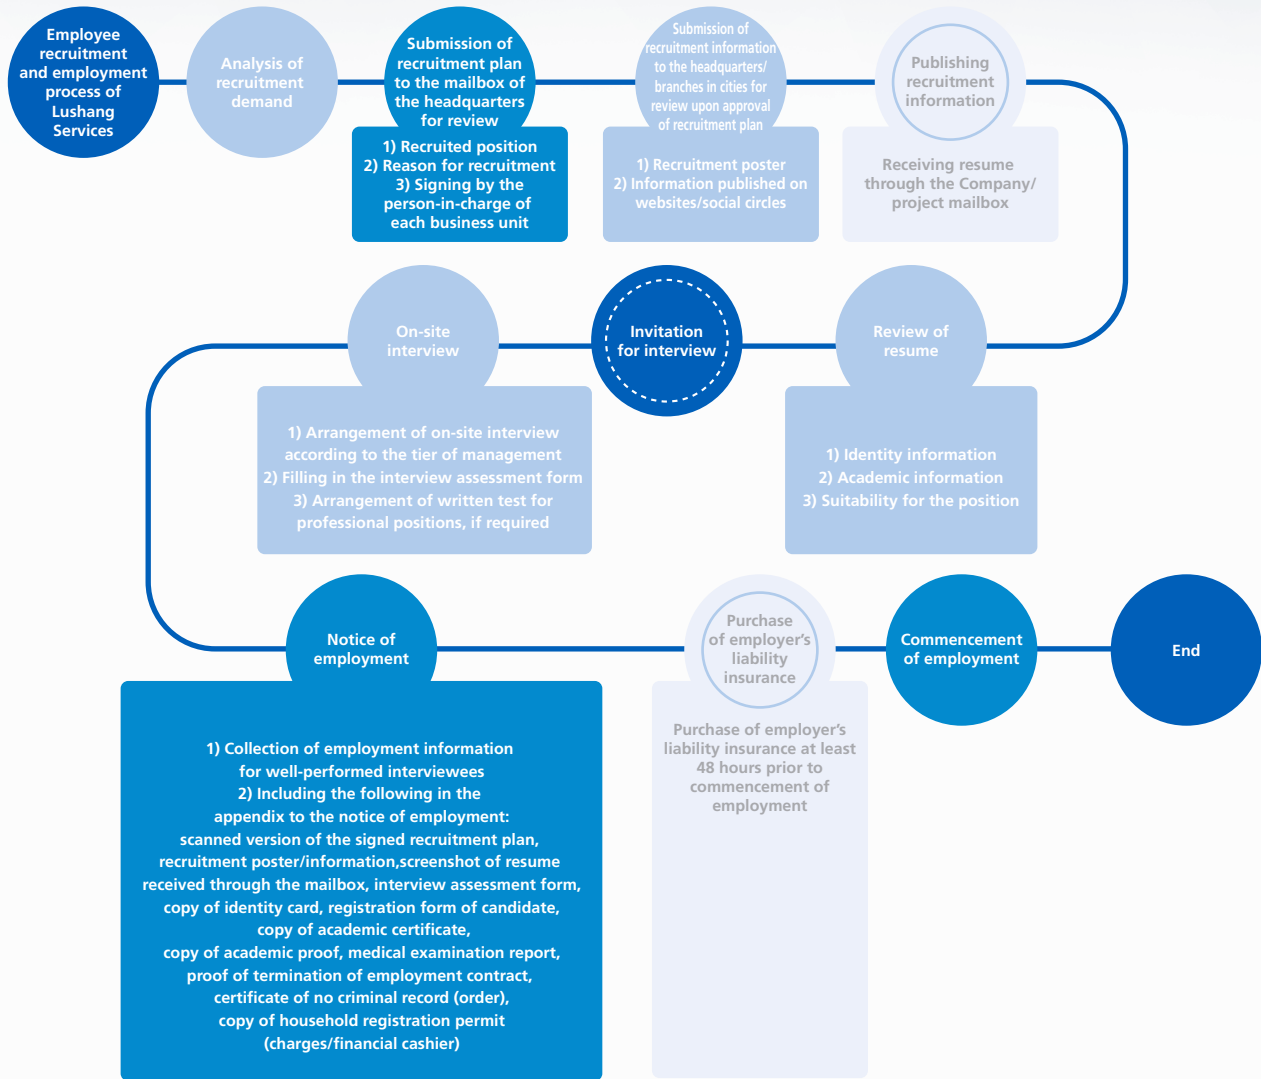 Employee
recruitment
and employment
process of
Lushang
Services
Analysis of
recruitment
demand
Submission of
recruitment plan
to the mailbox of
the headquarters
for review
1) Recruited position
2) Reason for recruitment
3) Signing by the
person-in-charge of
each business unit
Submission of
recruitment information
to the headquarters/
branches in cities for
review upon approval
of recruitment plan
1) Recruitment poster
2) Information published on
websites/social circles
Publishing
recruitment
information
Receiving resume
through the Company/
project mailbox
Review of
resume
1) Identity information
2) Academic information
3) Suitability for the position
Invitation
for interview
On-site
interview
1) Arrangement of on-site interview
according to the tier of management
2) Filling in the interview assessment form
3) Arrangement of written test for
professional positions, if required
Notice of
employment
1) Collection of employment information
for well-performed interviewees
2) Including the following in the
appendix to the notice of employment:
scanned version of the signed recruitment plan,
recruitment poster/information,screenshot of resume
received through the mailbox, interview assessment form,
copy of identity card, registration form of candidate,
copy of academic certificate,
copy of academic proof, medical examination report,
proof of termination of employment contract,
certificate of no criminal record (order),
copy of household registration permit
(charges/financial cashier)
Purchase
of employer's
liability
insurance
Purchase of employer's
liability insurance at least
48 hours prior to
commencement of
employment
Commencement
of employment
End